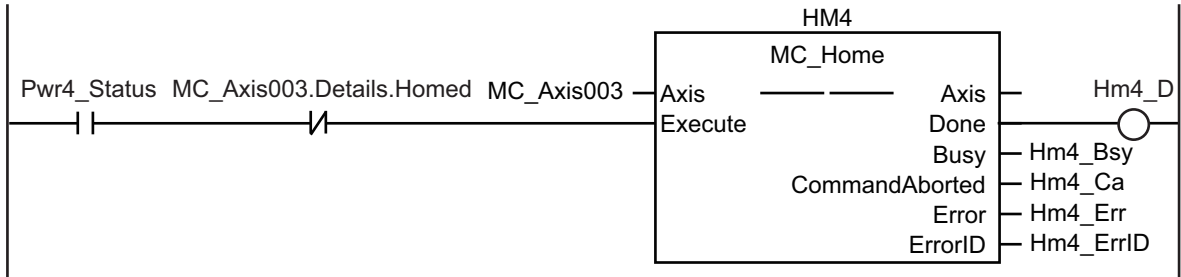 HM4
MC_Home
Pwr4_Status MC_Axis003.Details.Homed MC_Axis003 Axis Axis Hm4_D
Execute Done
Busy Hm4_Bsy
CommandAborted Hm4_Ca
Error Hm4_Err
ErrorID Hm4_ErrID